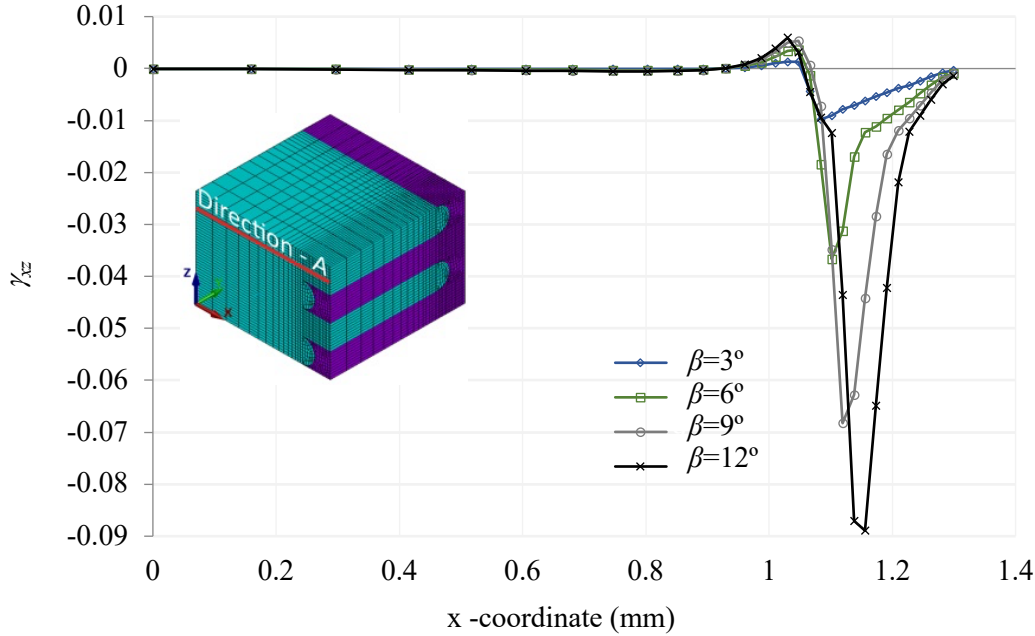 0.01
0
-0.01
-0.02
-0.03
-0.04
-0.05
-0.06
-0.07
-0.08
-0.09
γxz
Direction - A
z
x
β=3º
β=6º
β=9º
β=12º
0 0.2 0.4 0.6 0.8 1 1.2 1.4
x -coordinate (mm)